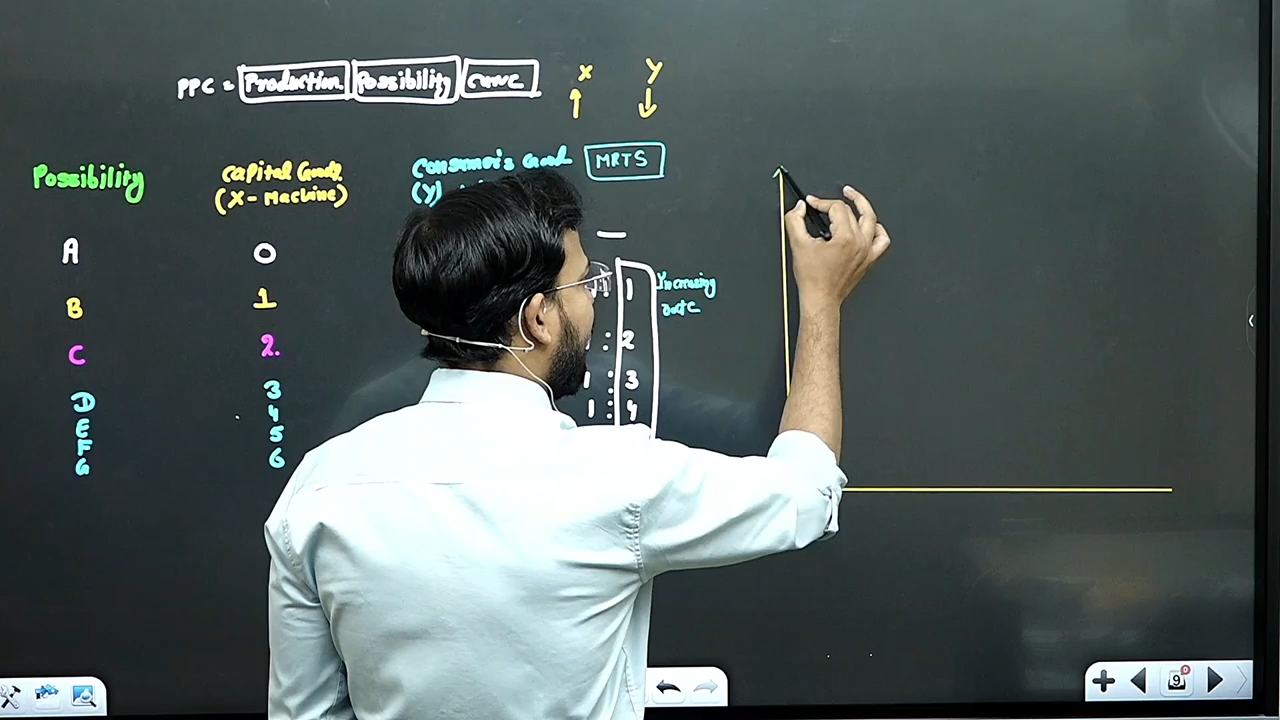 PPC = Production Possibility curve X Y
↑ ↓
Possibility Capital Goods Consumer's Good MRTS
(X - Machine) (Y)
A 0 —
B 1 : 1 Increasing
rate
C 2. : 2
D 3 : 3
E 4 1 : 4
F 5
G 6
9